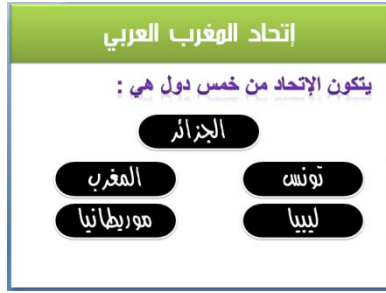 إتحاد المغرب العربي
يتكون الإتحاد من خمس دول هي :
الجزائر
تونس
المغرب
ليبيا
موريطانيا